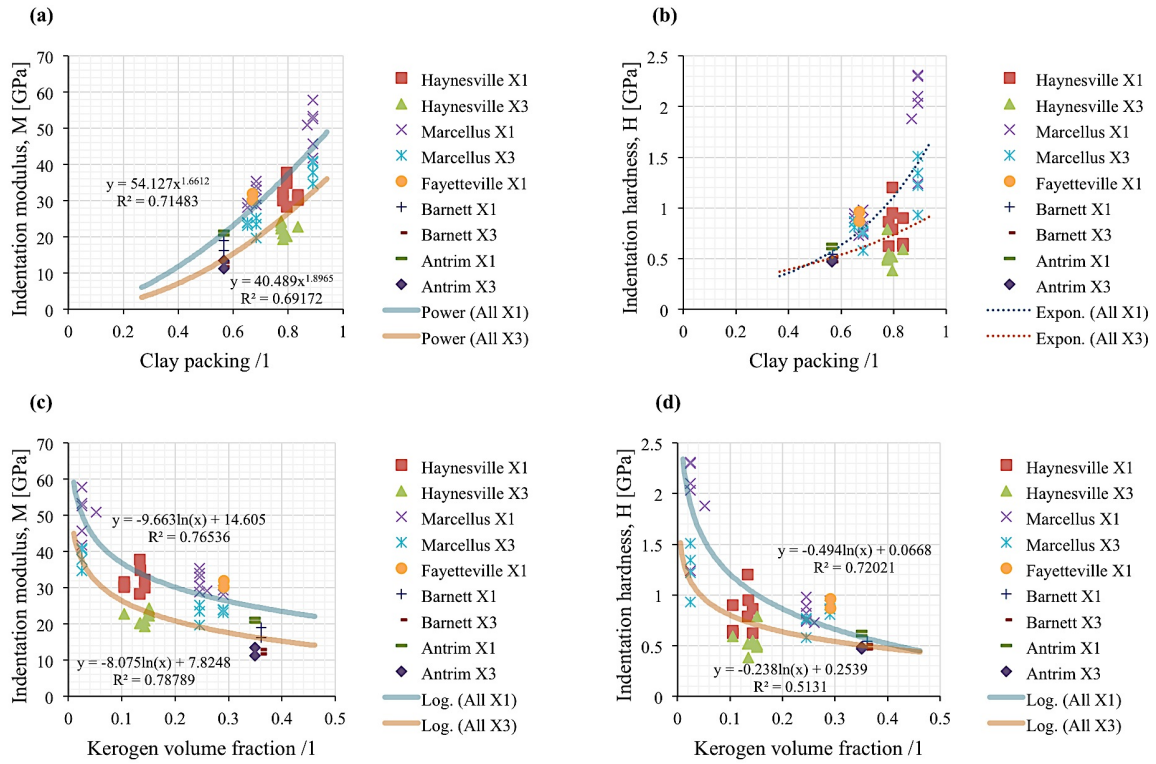 (a)
70
60
50
40
30
20
10
0
Indentation modulus, M [GPa]
y = 54.127x^1.6612
R² = 0.71483
y = 40.489x^1.8965
R² = 0.69172
0 0.2 0.4 0.6 0.8 1
Clay packing /1
Haynesville X1
Haynesville X3
Marcellus X1
Marcellus X3
Fayetteville X1
Barnett X1
Barnett X3
Antrim X1
Antrim X3
Power (All X1)
Power (All X3)
(b)
2.5
2
1.5
1
0.5
0
Indentation hardness, H [GPa]
0 0.2 0.4 0.6 0.8 1
Clay packing /1
Haynesville X1
Haynesville X3
Marcellus X1
Marcellus X3
Fayetteville X1
Barnett X1
Barnett X3
Antrim X1
Antrim X3
Expon. (All X1)
Expon. (All X3)
(c)
70
60
50
40
30
20
10
0
Indentation modulus, M [GPa]
y = -9.663ln(x) + 14.605
R² = 0.76536
y = -8.075ln(x) + 7.8248
R² = 0.78789
0 0.1 0.2 0.3 0.4 0.5
Kerogen volume fraction /1
Haynesville X1
Haynesville X3
Marcellus X1
Marcellus X3
Fayetteville X1
Barnett X1
Barnett X3
Antrim X1
Antrim X3
Log. (All X1)
Log. (All X3)
(d)
2.5
2
1.5
1
0.5
0
Indentation hardness, H [GPa]
y = -0.494ln(x) + 0.0668
R² = 0.72021
y = -0.238ln(x) + 0.2539
R² = 0.5131
0 0.1 0.2 0.3 0.4 0.5
Kerogen volume fraction /1
Haynesville X1
Haynesville X3
Marcellus X1
Marcellus X3
Fayetteville X1
Barnett X1
Barnett X3
Antrim X1
Antrim X3
Log. (All X1)
Log. (All X3)